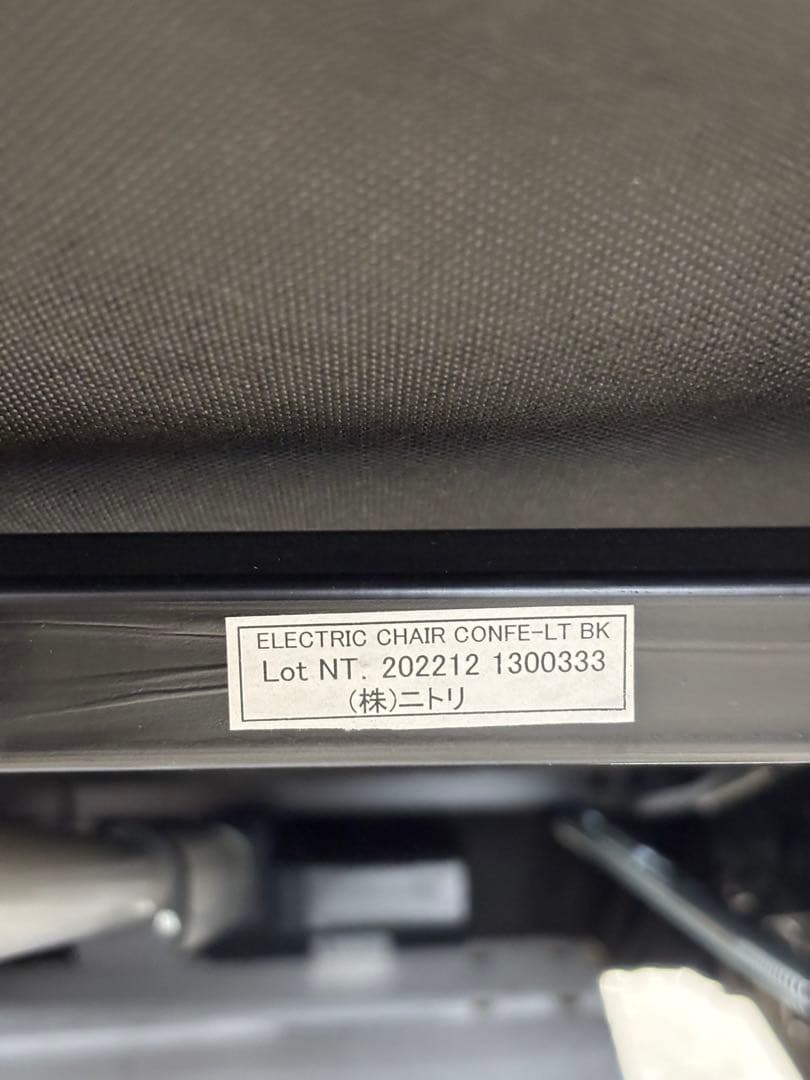 ELECTRIC CHAIR CONFE-LT BK
Lot NT. 202212 1300333
(株)ニトリ